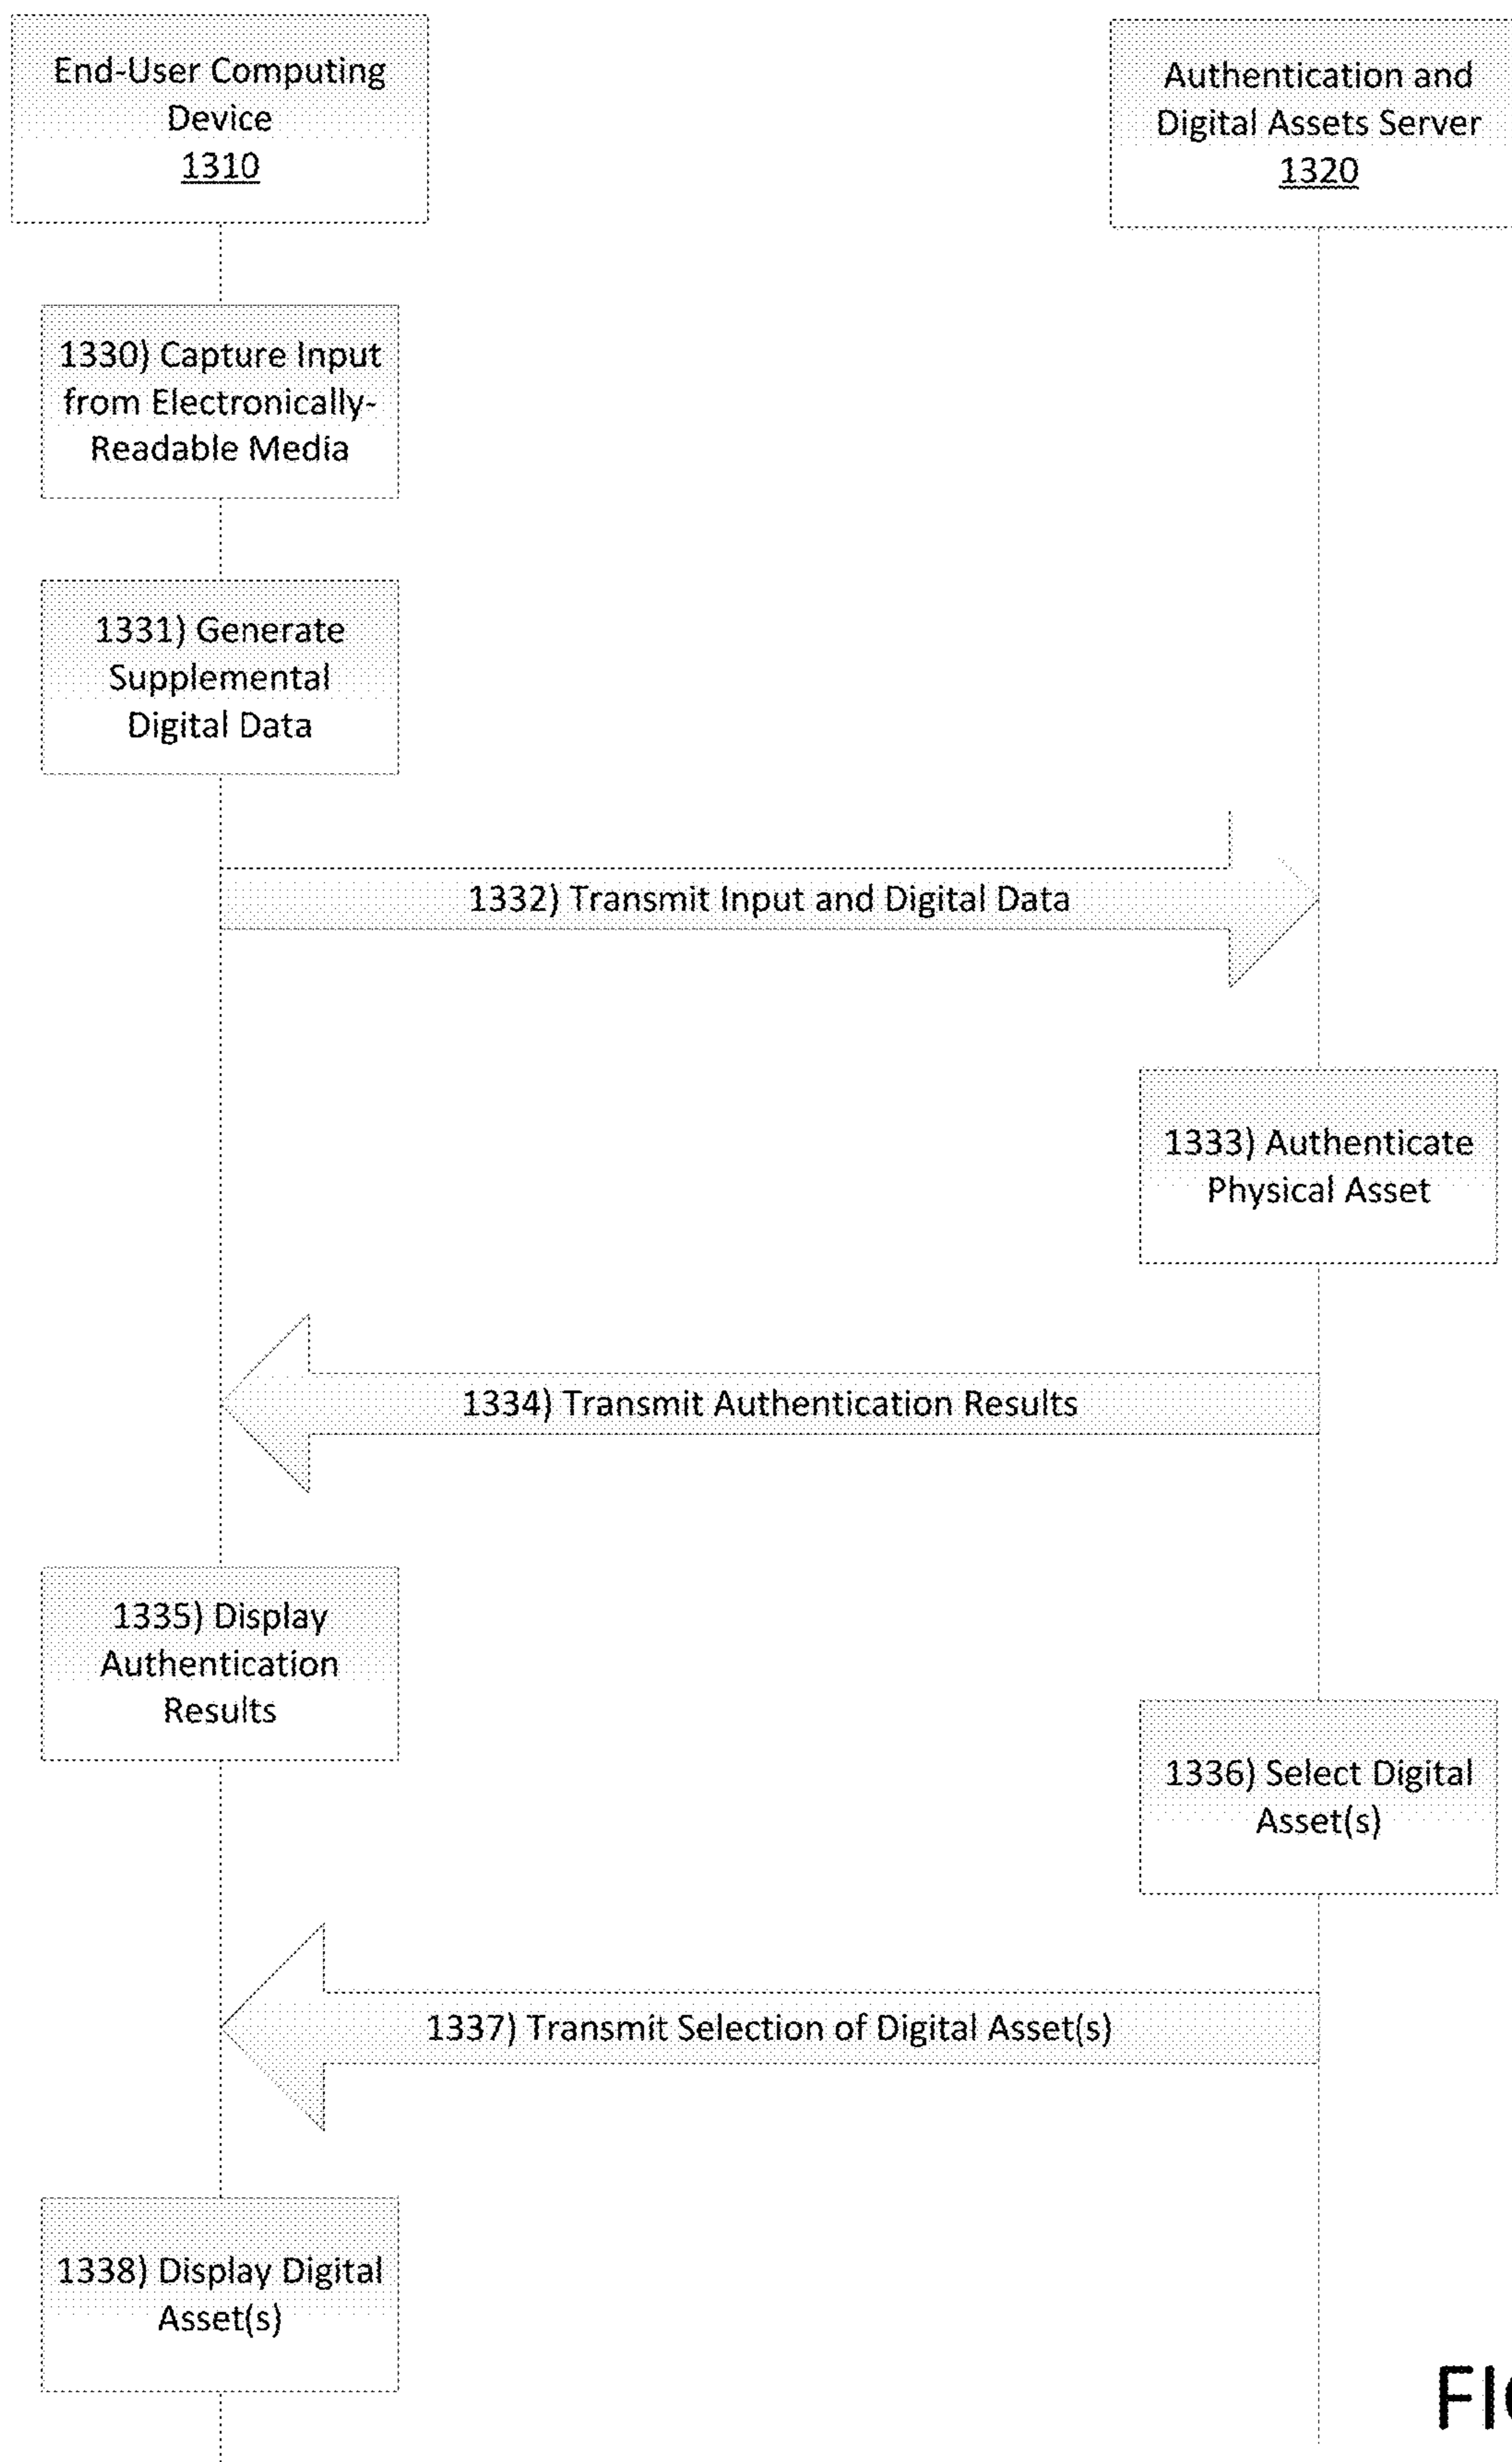 End-User Computing
Device
1310
Authentication and
Digital Assets Server
1320
1330) Capture Input
from Electronically-
Readable Media
1331) Generate
Supplemental
Digital Data
1332) Transmit Input and Digital Data
1333) Authenticate
Physical Asset
1334) Transmit Authentication Results
1335) Display
Authentication
Results
1336) Select Digital
Asset(s)
1337) Transmit Selection of Digital Asset(s)
1338) Display Digital
Asset(s)